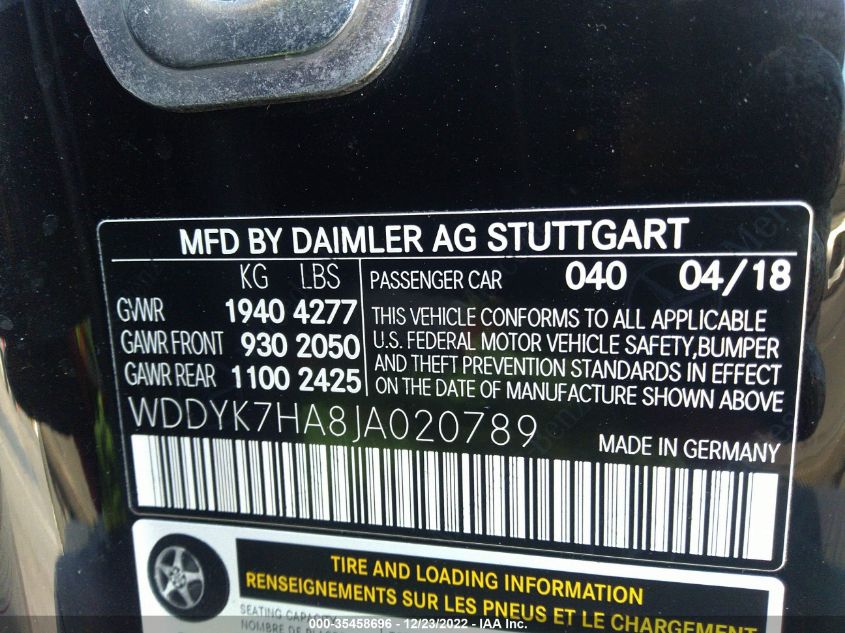 MFD BY DAIMLER AG STUTTGART
KG LBS
GVWR 1940 4277
GAWR FRONT 930 2050
GAWR REAR 1100 2425
PASSENGER CAR 040 04/18
THIS VEHICLE CONFORMS TO ALL APPLICABLE
U.S. FEDERAL MOTOR VEHICLE SAFETY,BUMPER
AND THEFT PREVENTION STANDARDS IN EFFECT
ON THE DATE OF MANUFACTURE SHOWN ABOVE
WDDYK7HA8JA020789
MADE IN GERMANY
TIRE AND LOADING INFORMATION
RENSEIGNEMENTS SUR LES PNEUS ET LE CHARGEMENT
SEATING
NOMBRE DE
000-35458696 - 12/23/2022 - IAA Inc.